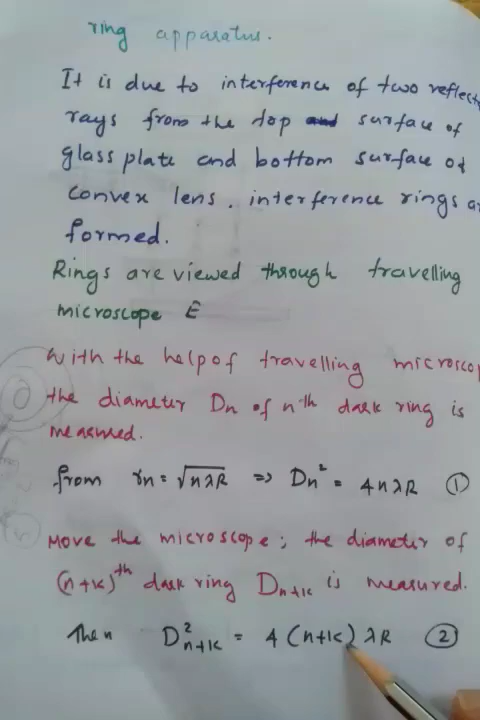 ring apparatus.
It is due to interference of two reflect
rays from the top surface of
glass plate and bottom surface of
convex lens. interference rings a
formed.
Rings are viewed through travelling
microscope E
With the help of travelling microscop
the diameter Dn of nth dark ring is
measured.
from rn = √nλR ⇒ Dn² = 4nλR ①
Move the microscope; the diameter of
(n+k)th dark ring Dn+k is measured.
Then D²n+k = 4(n+k)λR ②